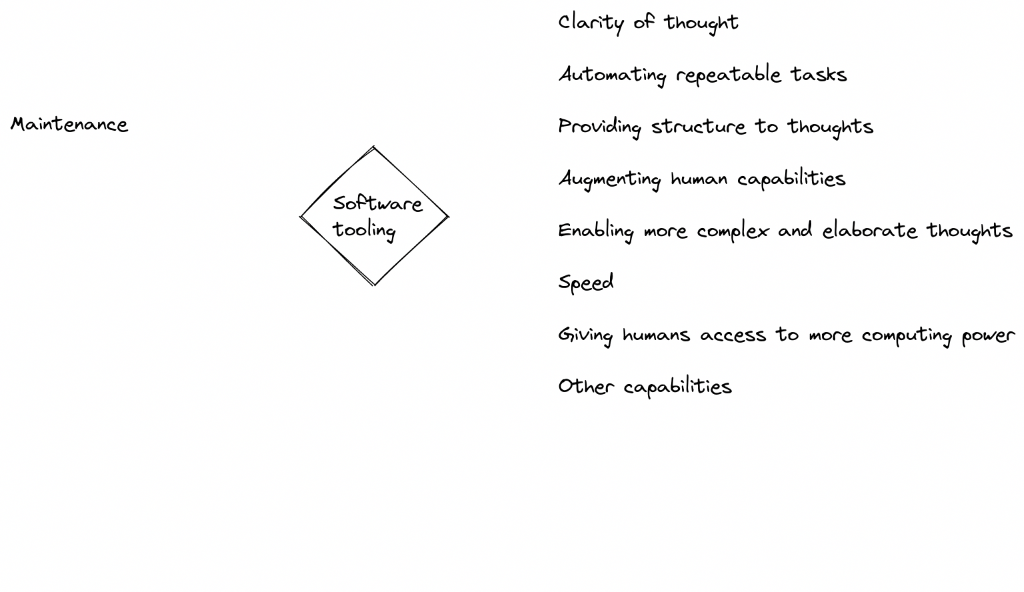 Clarity of thought
Automating repeatable tasks
Maintenance
Providing structure to thoughts
Augmenting human capabilities
Software
tooling
Enabling more complex and elaborate thoughts
Speed
Giving humans access to more computing power
Other capabilities